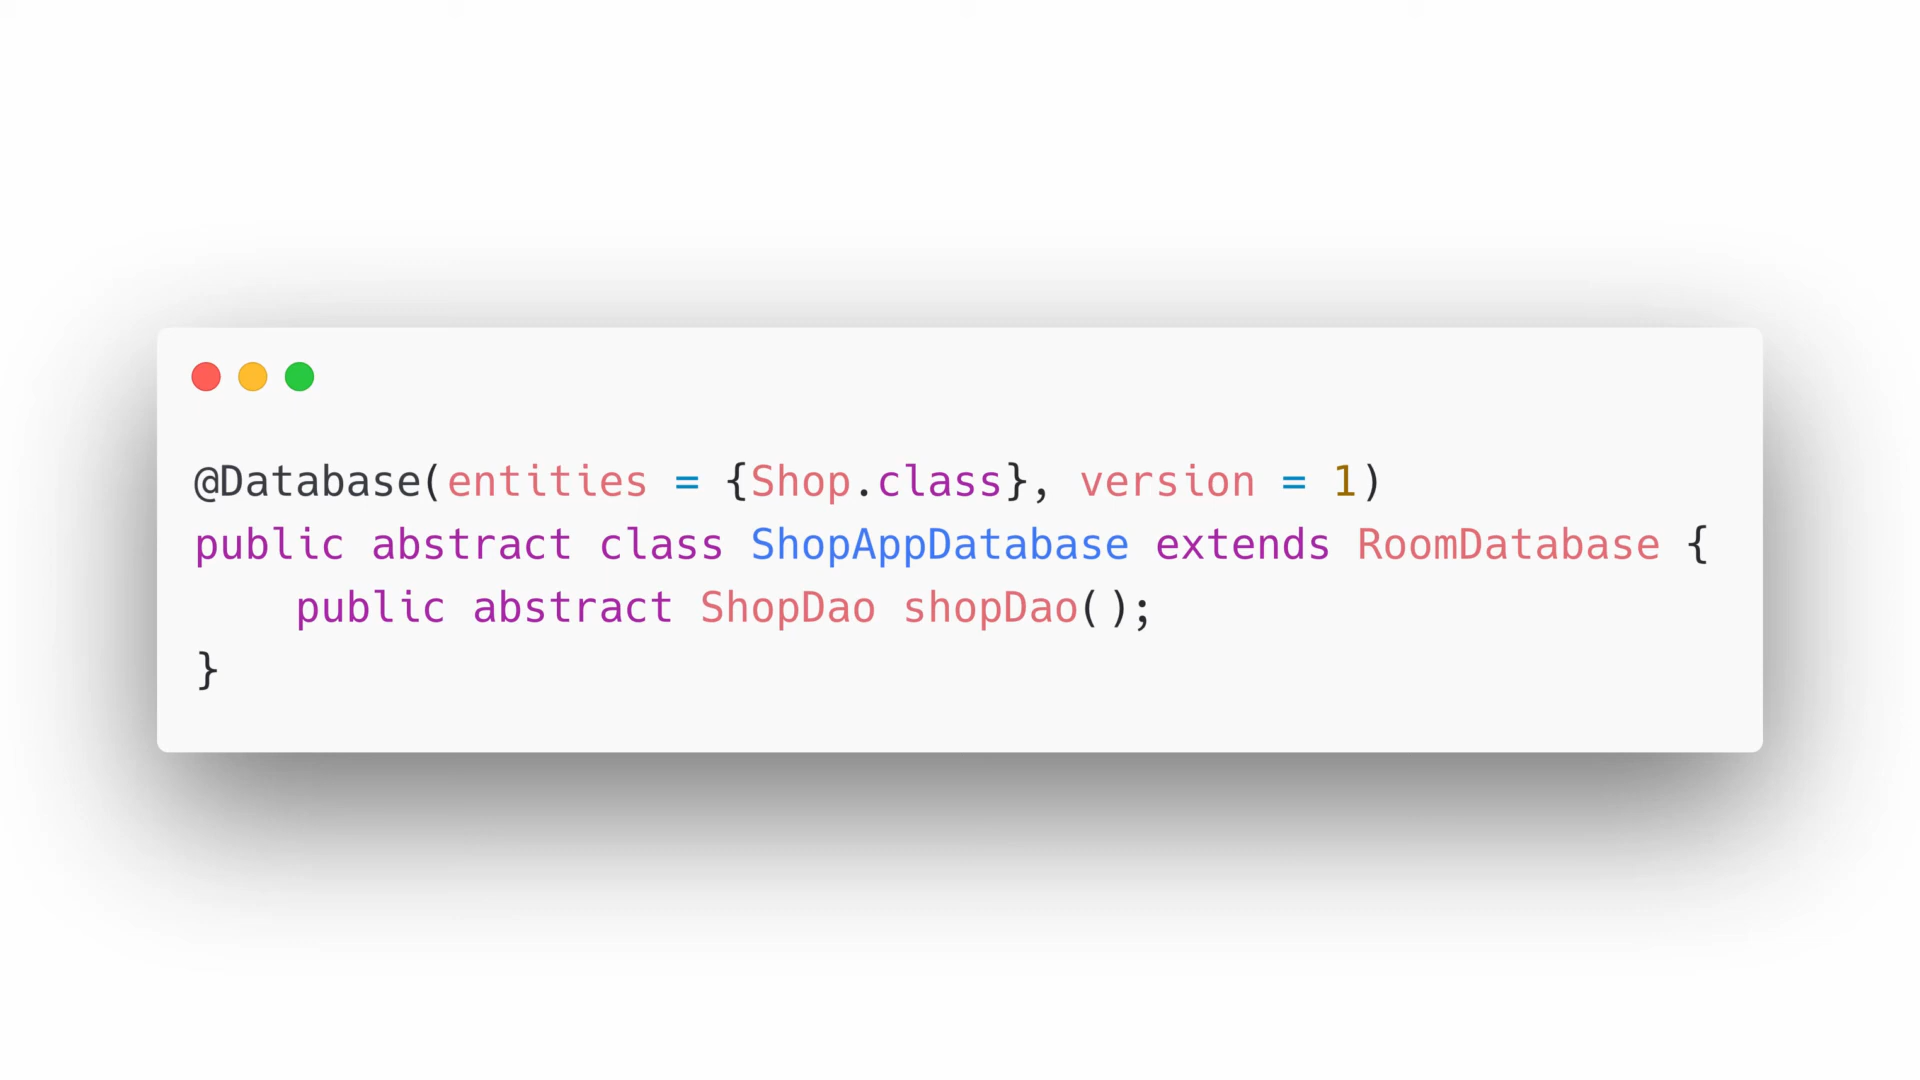 @Database(entities = {Shop.class}, version = 1)
public abstract class ShopAppDatabase extends RoomDatabase {
    public abstract ShopDao shopDao();
}